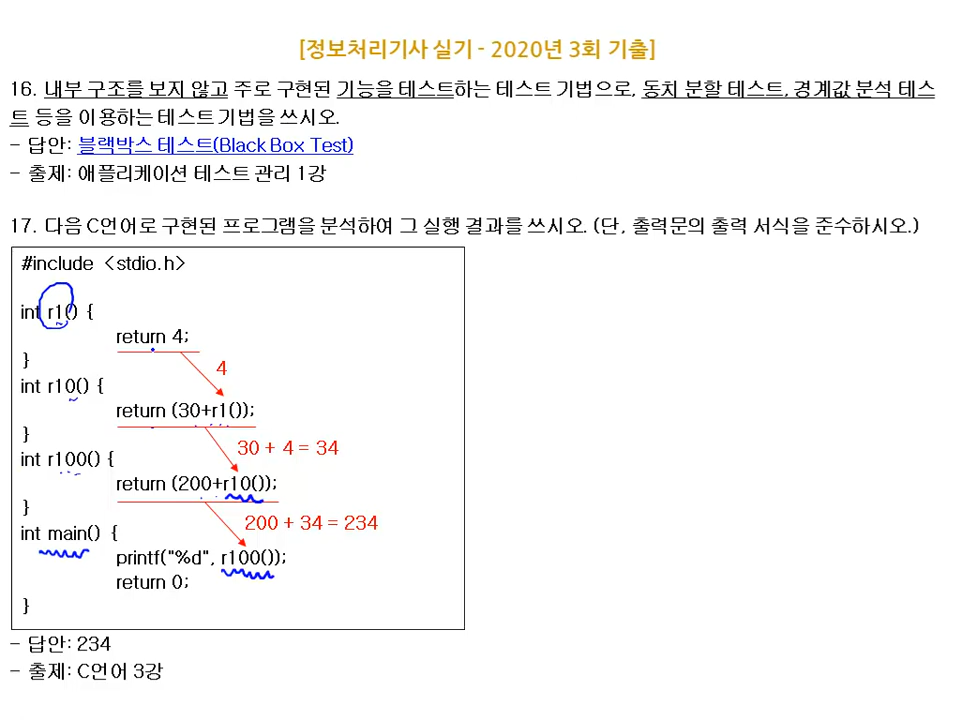 [정보처리기사 실기 - 2020년 3회 기출]
16. 내부 구조를 보지 않고 주로 구현된 기능을 테스트하는 테스트 기법으로, 동치 분할 테스트, 경계값 분석 테스
트 등을 이용하는 테스트 기법을 쓰시오.
- 답안: 블랙박스 테스트(Black Box Test)
- 출제: 애플리케이션 테스트 관리 1강
17. 다음 C언어로 구현된 프로그램을 분석하여 그 실행 결과를 쓰시오. (단, 출력문의 출력 서식을 준수하시오.)
#include <stdio.h>
int r1() {
return 4;
}
4
int r10() {
return (30+r1());
}
30 + 4 = 34
int r100() {
return (200+r10());
}
200 + 34 = 234
int main() {
printf("%d", r100());
return 0;
}
- 답안: 234
- 출제: C언어 3강